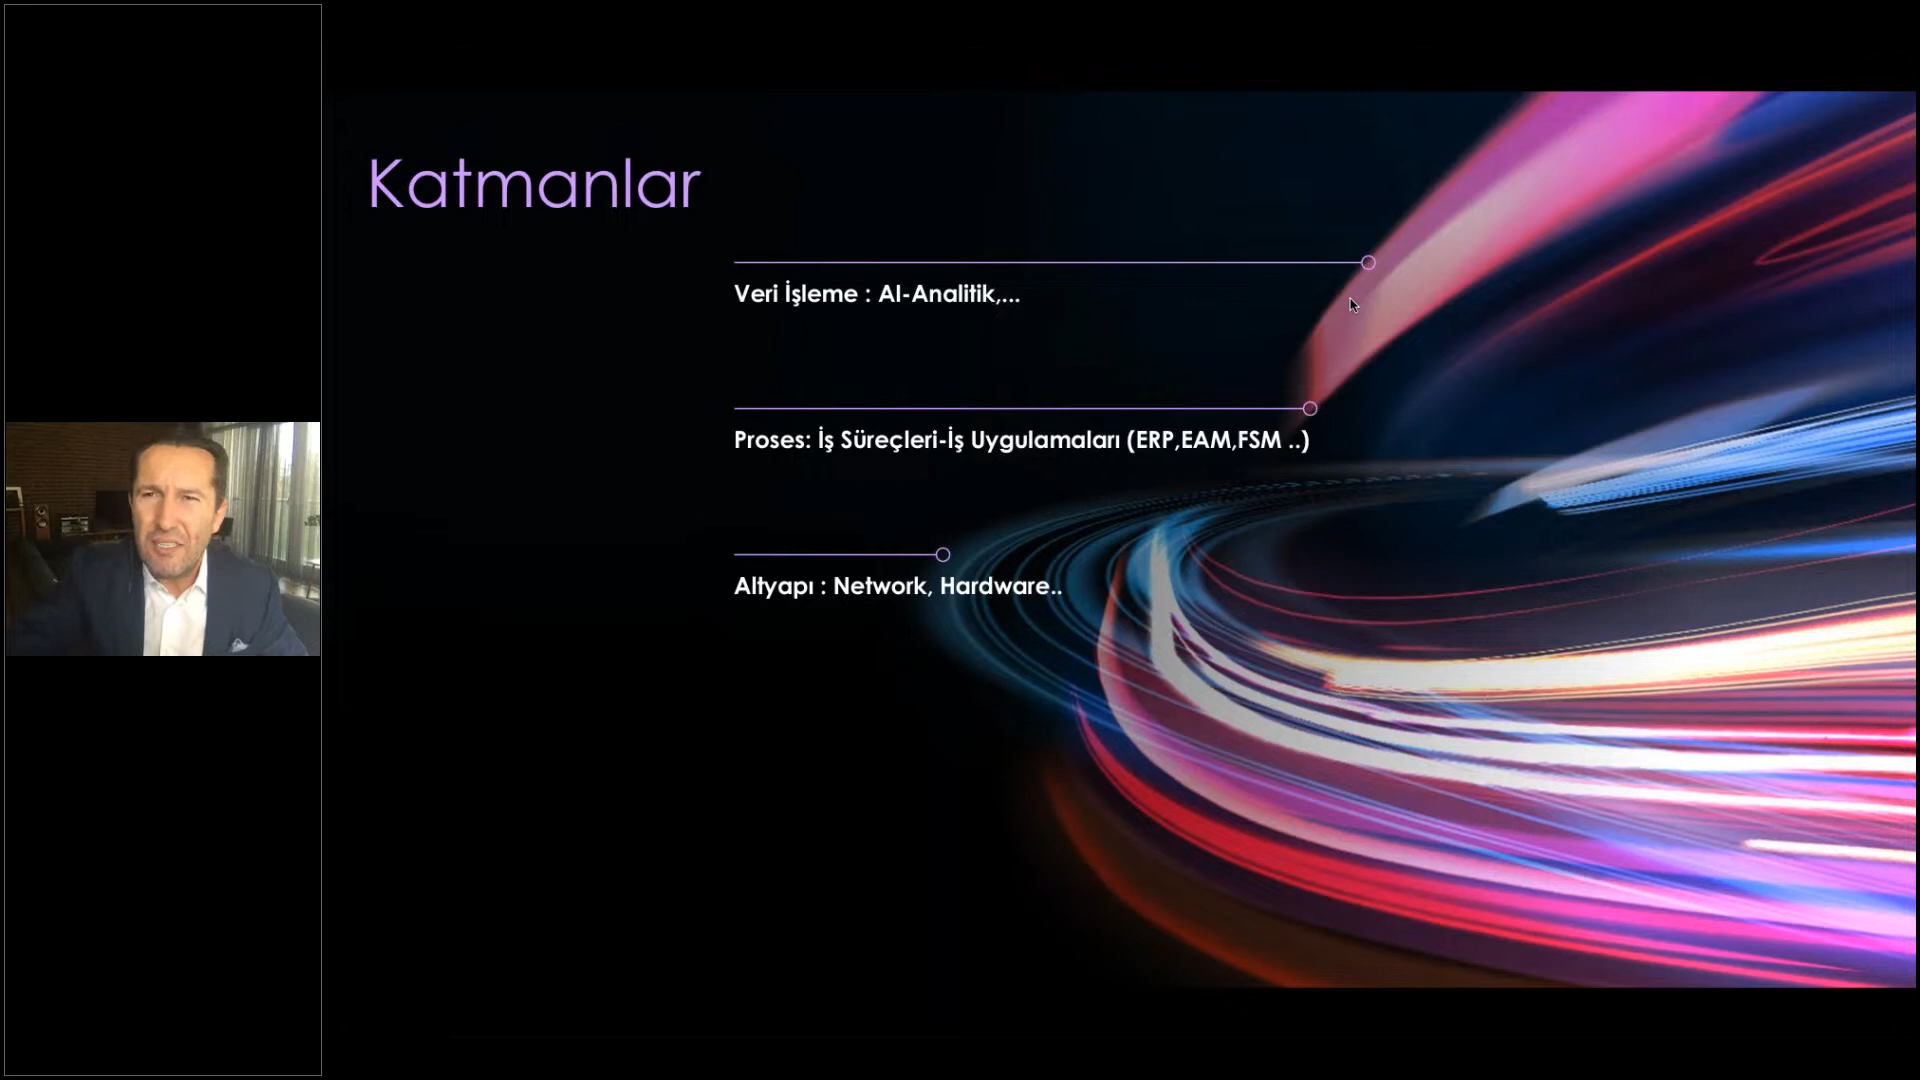 Katmanlar
Veri İşleme : AI-Analitik,...
Proses: İş Süreçleri-İş Uygulamaları (ERP,EAM,FSM ..)
Altyapı : Network, Hardware..